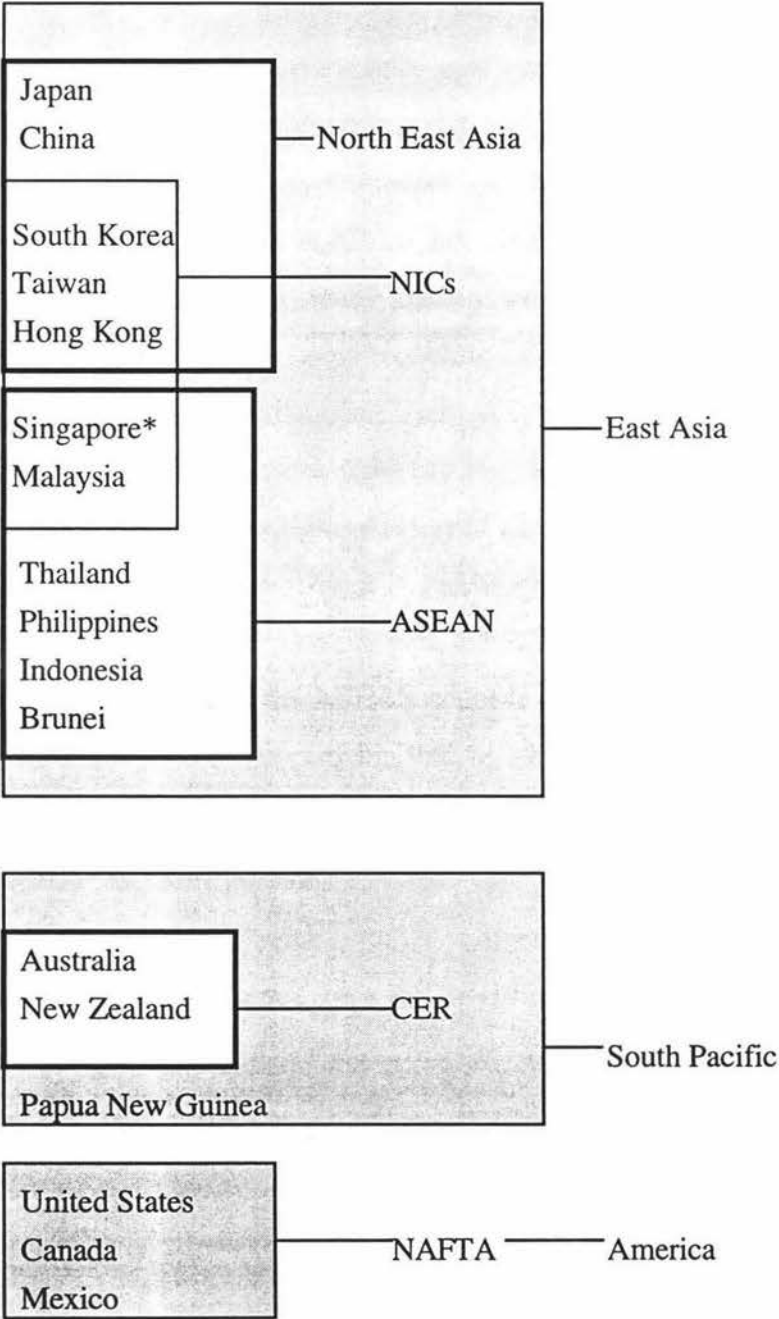 Japan
China
North East Asia
South Korea
Taiwan
NICs
Hong Kong
Singapore*
East Asia
Malaysia
Thailand
Philippines
ASEAN
Indonesia
Brunei
Australia
New Zealand
CER
South Pacific
Papua New Guinea
United States
Canada
NAFTA
America
Mexico